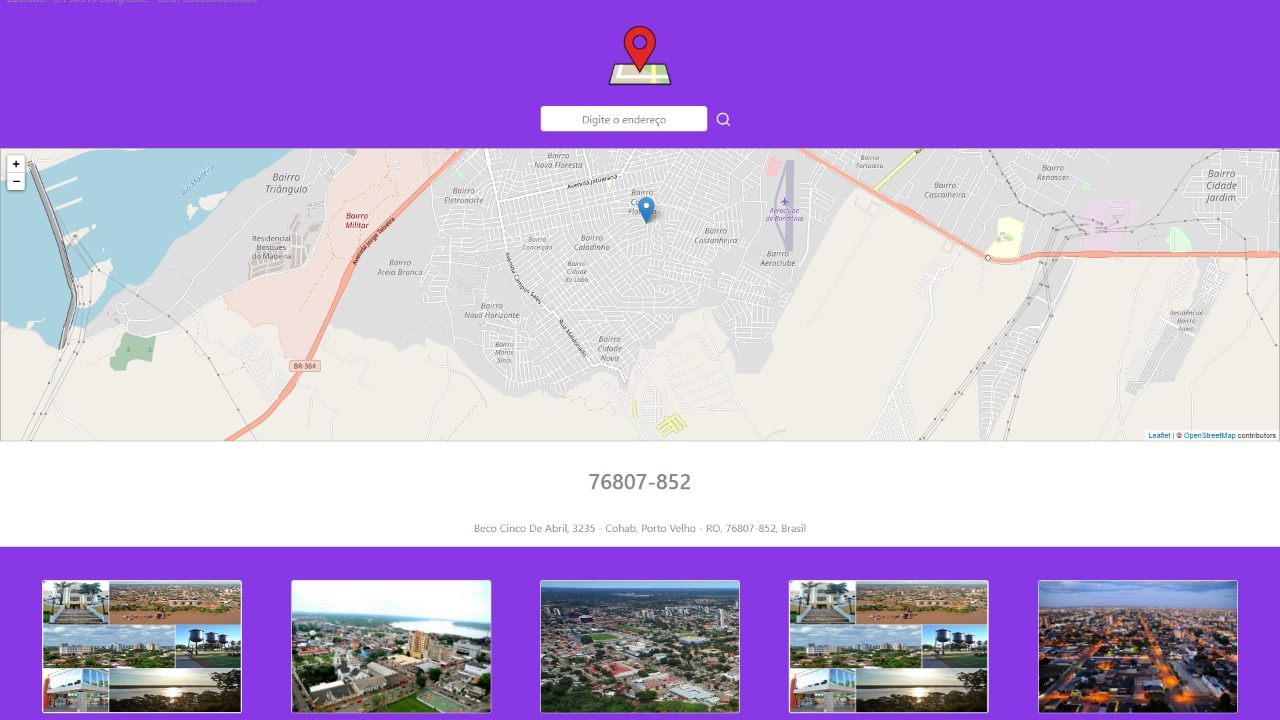 Digite o endereço
+
−
Rio Madeira
Bairro
Triângulo
Residencial
Bosques
do Madeira
Bairro
Militar
Avenida Jorge Teixeira
Bairro
Eletronorte
Bairro
Areia Branca
Bairro
Nova Floresta
Avenida Jatuarana
Bairro
Conceição
Bairro
Caladinho
Bairro
Cidade
do Lobo
Avenida Campos Sales
Bairro
Novo Horizonte
Rua Maldonado
Bairro
Monte
Sinai
Bairro
Cidade
Nova
Bairro
Bairro
Castanheira
Aeroclube
de Rondônia
Bairro
Aeroclube
Bairro
Fortaleza
Bairro
Cascalheira
Bairro
Renascer
Bairro
Cidade
Jardim
Residencial
Bairro
Novo
BR-364
Leaflet | © OpenStreetMap contributors
76807-852
Beco Cinco De Abril, 3235 - Cohab, Porto Velho - RO, 76807-852, Brasil